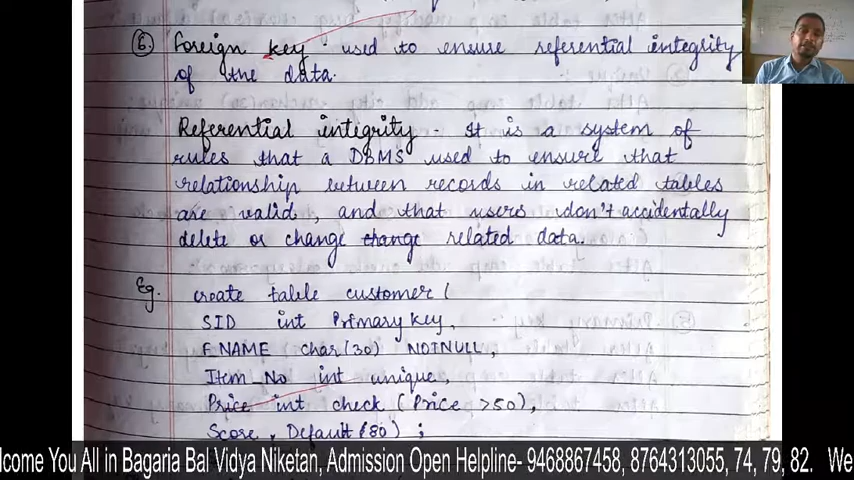 6. Foreign key used to ensure referential integrity
of the data.
Referential integrity - It is a system of
rules that a DBMS used to ensure that
relationship between records in related tables
are valid, and that users don't accidentally
delete or change change related data.
Eg. create table customer (
SID int Primary key,
F NAME char(30) NOTNULL,
Item_No int unique,
Price int check (Price >50),
Score, Default (80) ;
lcome You All in Bagaria Bal Vidya Niketan, Admission Open Helpline- 9468867458, 8764313055, 74, 79, 82. We